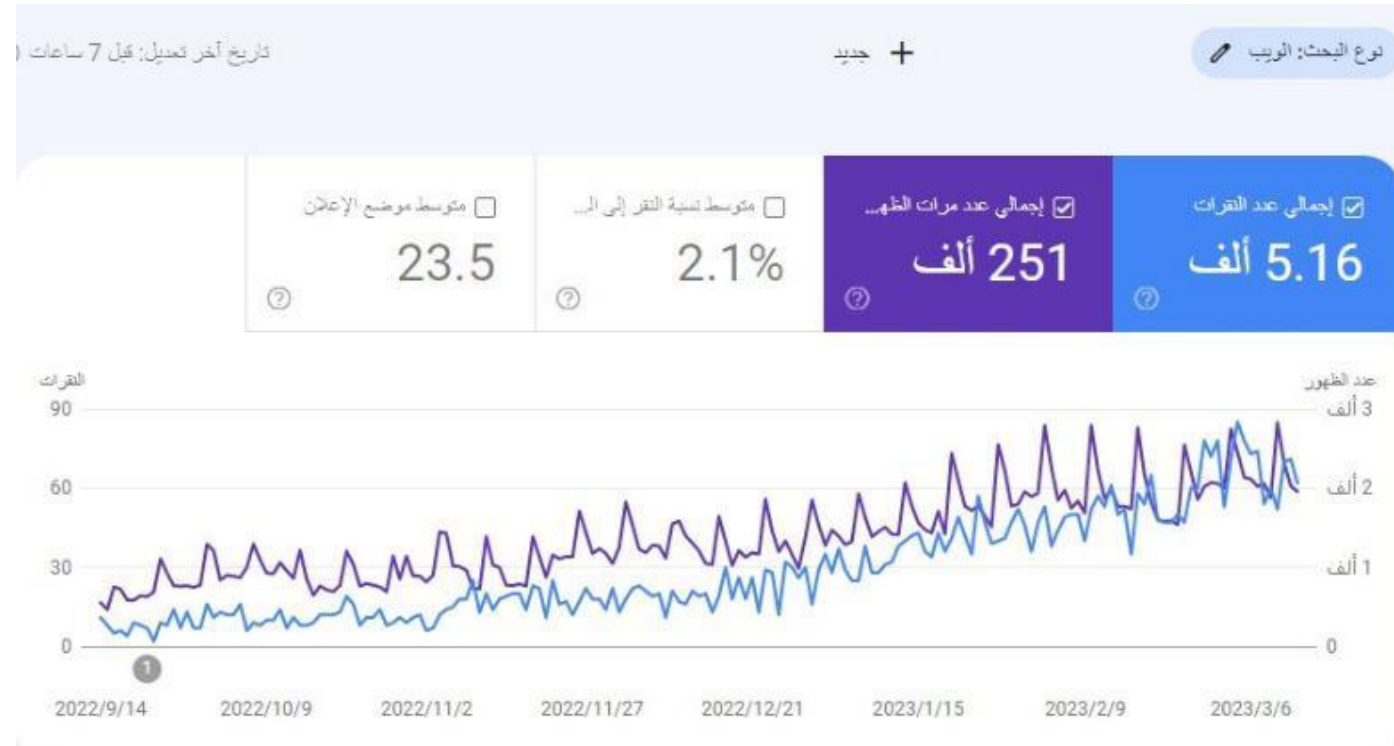 نوع البحث: الويب
+ جديد
تاريخ آخر تعديل: قبل 7 ساعات
إجمالي عدد النقرات
5.16 ألف
إجمالي عدد مرات الظهـ...
251 ألف
متوسط نسبة النقر إلى الـ...
2.1%
متوسط موضع الإعلان
23.5
عدد الظهور
النقرات
3 ألف
90
2 ألف
60
1 ألف
30
0
0
1
2022/9/14 2022/10/9 2022/11/2 2022/11/27 2022/12/21 2023/1/15 2023/2/9 2023/3/6